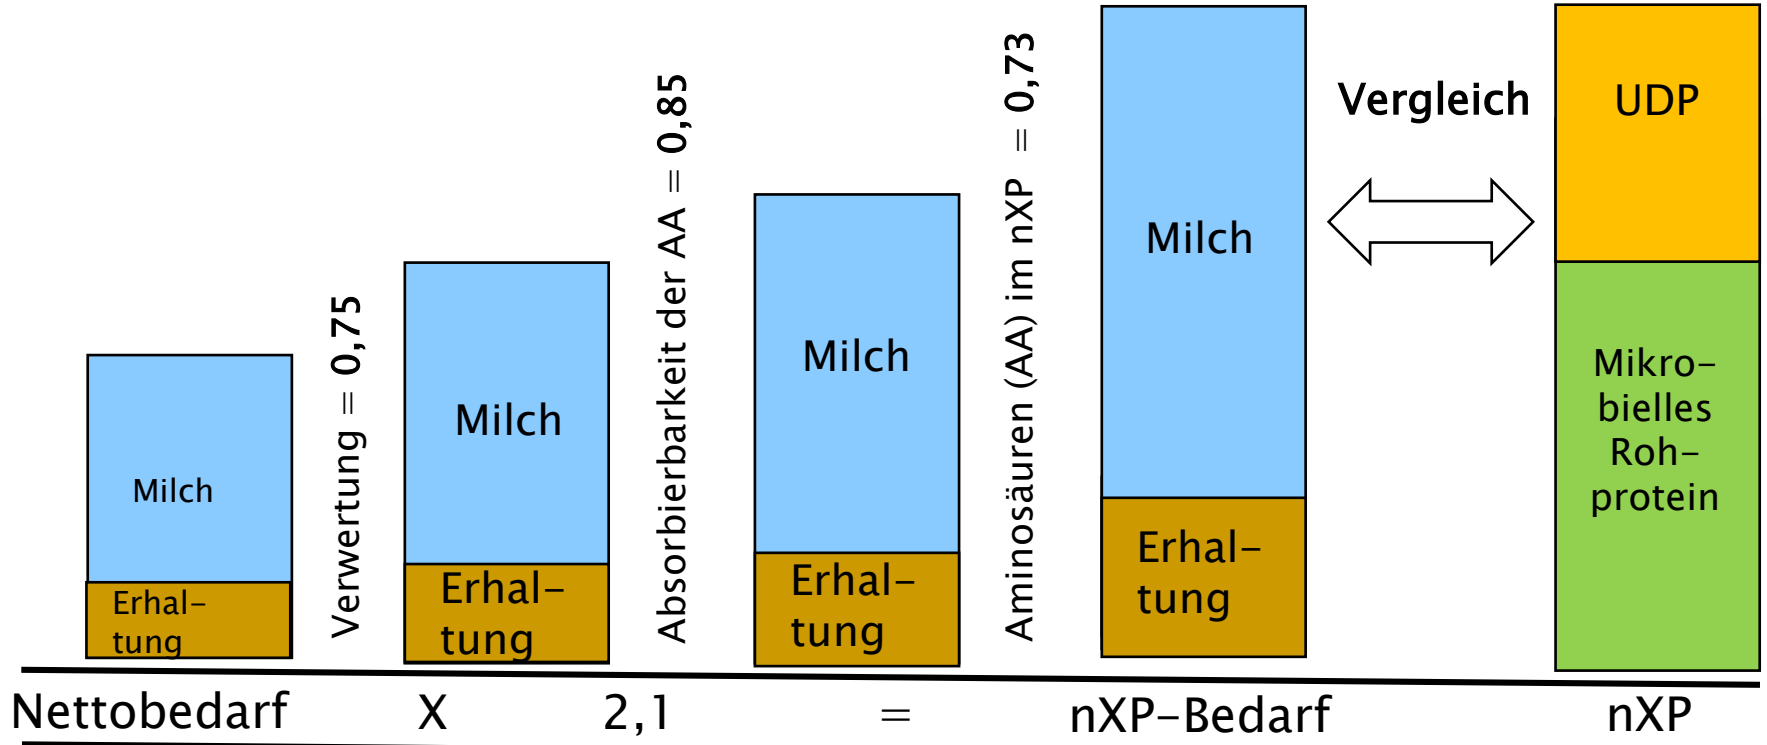 Milch
Erhal-
tung
Verwertung = 0,75
Milch
Erhal-
tung
Absorbierbarkeit der AA = 0,85
Milch
Erhal-
tung
Aminosäuren (AA) im nXP = 0,73
Milch
Erhal-
tung
Vergleich
UDP
Mikro-
bielles
Roh-
protein
Nettobedarf X 2,1 = nXP-Bedarf nXP